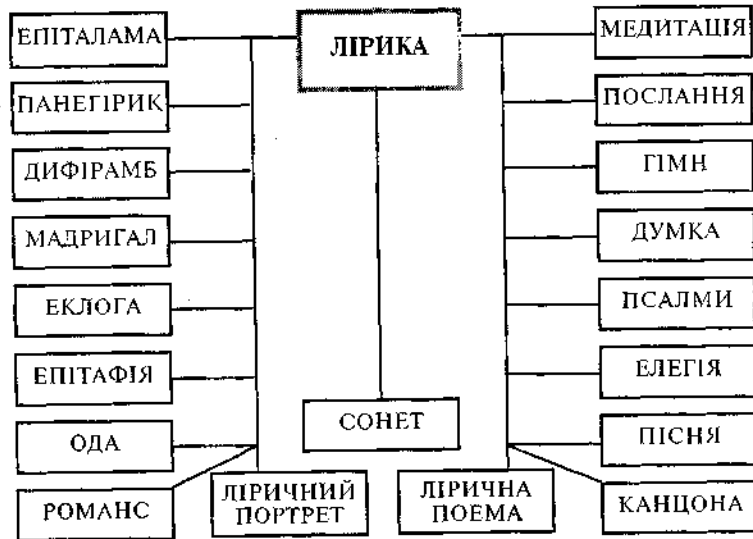 ЛІРИКА
ЕПІТАЛАМА
ПАНЕГІРИК
ДИФІРАМБ
МАДРИГАЛ
ЕКЛОГА
ЕПІТАФІЯ
ОДА
РОМАНС
ЛІРИЧНИЙ
ПОРТРЕТ
СОНЕТ
ЛІРИЧНА
ПОЕМА
МЕДИТАЦІЯ
ПОСЛАННЯ
ГІМН
ДУМКА
ПСАЛМИ
ЕЛЕГІЯ
ПІСНЯ
КАНЦОНА